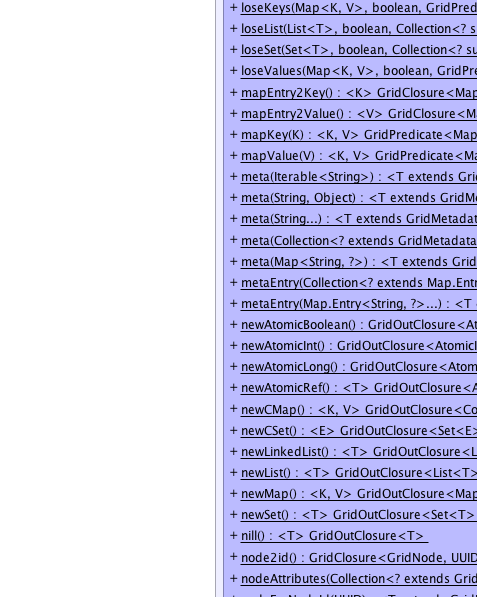 + loseKeys(Map<K, V>, boolean, GridPred
+ loseList(List<T>, boolean, Collection<? s
+ loseSet(Set<T>, boolean, Collection<? su
+ loseValues(Map<K, V>, boolean, GridPre
+ mapEntry2Key() : <K> GridClosure<Map
+ mapEntry2Value() : <V> GridClosure<M
+ mapKey(K) : <K, V> GridPredicate<Map
+ mapValue(V) : <K, V> GridPredicate<Ma
+ meta(Iterable<String>) : <T extends Gri
+ meta(String, Object) : <T extends GridMe
+ meta(String...) : <T extends GridMetadat
+ meta(Collection<? extends GridMetadata
+ meta(Map<String, ?>) : <T extends Grid
+ metaEntry(Collection<? extends Map.Entr
+ metaEntry(Map.Entry<String, ?>...) : <T
+ newAtomicBoolean() : GridOutClosure<At
+ newAtomicInt() : GridOutClosure<AtomicI
+ newAtomicLong() : GridOutClosure<Atom
+ newAtomicRef() : <T> GridOutClosure<A
+ newCMap() : <K, V> GridOutClosure<Co
+ newCSet() : <E> GridOutClosure<Set<E>
+ newLinkedList() : <T> GridOutClosure<L
+ newList() : <T> GridOutClosure<List<T>
+ newMap() : <K, V> GridOutClosure<Map
+ newSet() : <T> GridOutClosure<Set<T>
+ nill() : <T> GridOutClosure<T>
+ node2id() : GridClosure<GridNode, UUID
+ nodeAttributes(Collection<? extends Grid